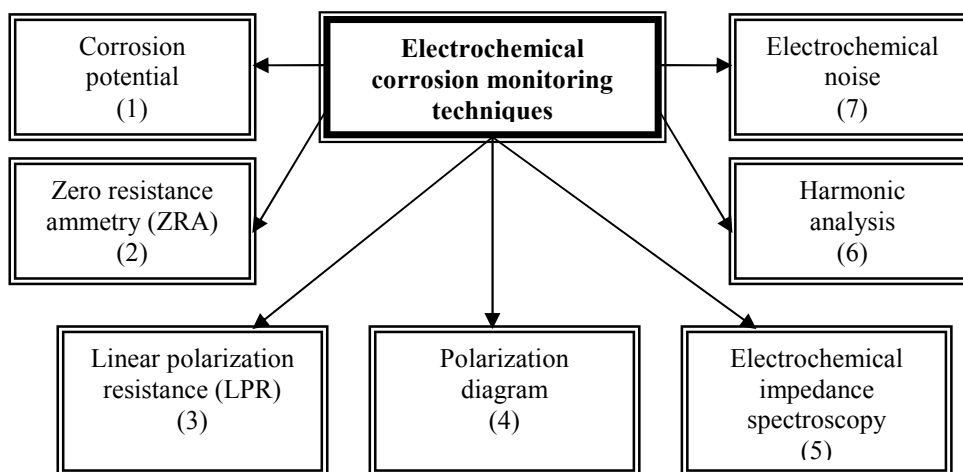 Electrochemical
corrosion monitoring
techniques
Corrosion
potential
(1)
Zero resistance
ammetry (ZRA)
(2)
Linear polarization
resistance (LPR)
(3)
Polarization
diagram
(4)
Electrochemical
impedance
spectroscopy
(5)
Harmonic
analysis
(6)
Electrochemical
noise
(7)